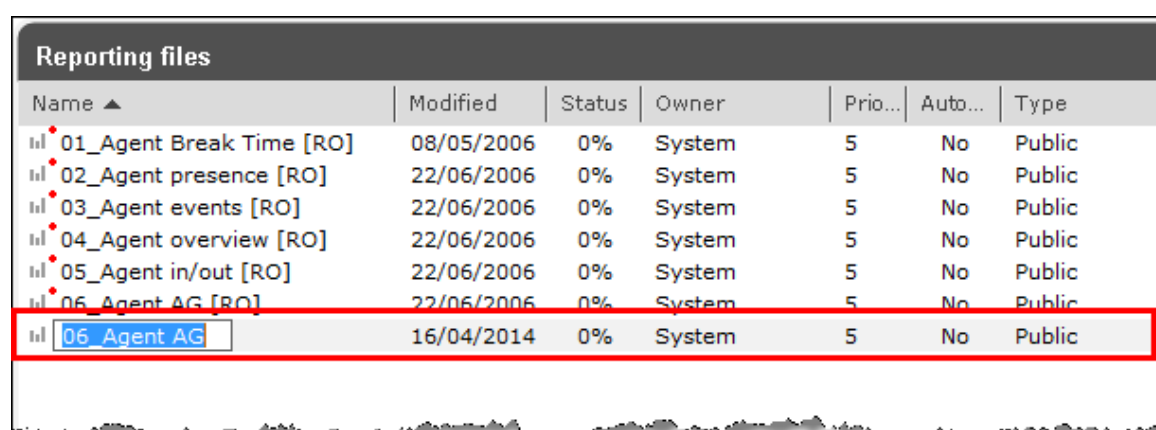 Reporting files
Name Modified Status Owner Prio... Auto... Type
01_Agent Break Time [RO] 08/05/2006 0% System 5 No Public
02_Agent presence [RO] 22/06/2006 0% System 5 No Public
03_Agent events [RO] 22/06/2006 0% System 5 No Public
04_Agent overview [RO] 22/06/2006 0% System 5 No Public
05_Agent in/out [RO] 22/06/2006 0% System 5 No Public
06_Agent AG [RO] 22/06/2006 0% System 5 No Public
06_Agent AG 16/04/2014 0% System 5 No Public